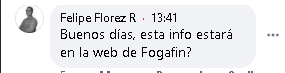 Felipe Florez R · 13:41
Buenos días, esta info estará
en la web de Fogafin?